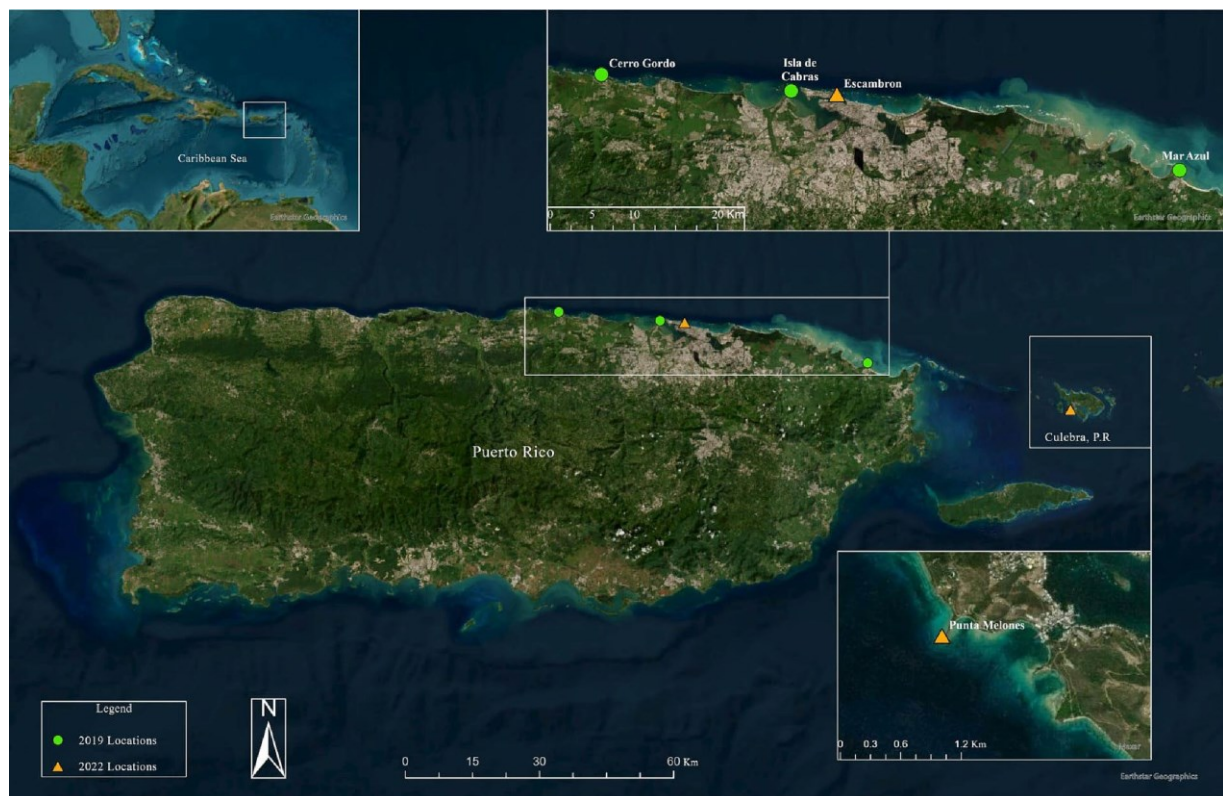 Caribbean Sea
Earthstar Geographics
Cerro Gordo
Isla de
Cabras
Escambron
Mar Azul
0 5 10 20 Km
Earthstar Geographics
Puerto Rico
Culebra, P.R
Punta Melones
0 0.3 0.6 1.2 Km
Maxar
Legend
2019 Locations
2022 Locations
N
0 15 30 60 Km
Earthstar Geographics